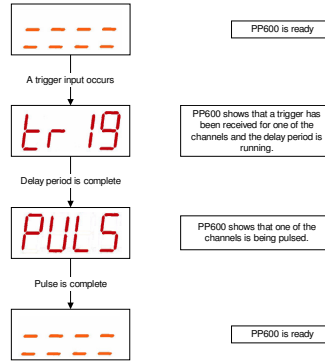 PP600 is ready
A trigger input occurs
tr19
PP600 shows that a trigger has
been received for one of the
channels and the delay period is
running.
Delay period is complete
PULS
PP600 shows that one of the
channels is being pulsed.
Pulse is complete
PP600 is ready